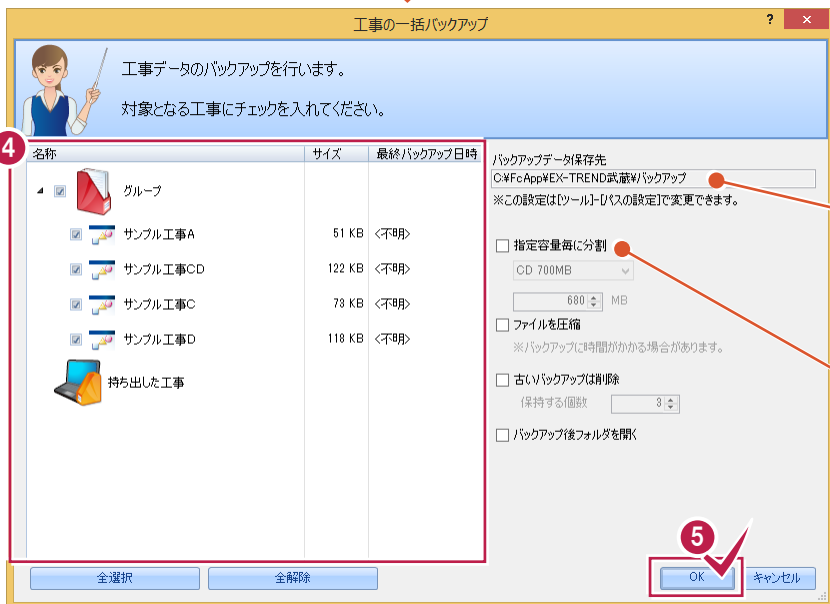 工事の一括バックアップ
? ×
工事データのバックアップを行います。
対象となる工事にチェックを入れてください。
4
名称 サイズ 最終バックアップ日時
グループ
サンプル工事A 51 KB <不明>
サンプル工事CD 122 KB <不明>
サンプル工事C 73 KB <不明>
サンプル工事D 118 KB <不明>
持ち出した工事
バックアップデータ保存先
C:¥FcApp¥EX-TREND武蔵¥バックアップ
※この設定は[ツール]-[パスの設定]で変更できます。
指定容量毎に分割
CD 700MB
680 MB
ファイルを圧縮
※バックアップに時間がかかる場合があります。
古いバックアップは削除
保持する個数 3
バックアップ後フォルダを開く
5
全選択 全解除 OK キャンセル